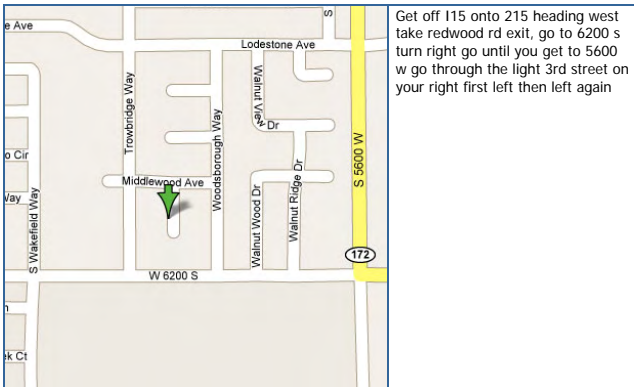 e Ave
S
Lodestone Ave
Trowbridge Way
Walnut View Dr
Woodsborough Way
S 5600 W
o Cir
Middlewood Ave
Way
S Wakefield Way
Walnut Wood Dr
Walnut Ridge Dr
172
W 6200 S
n
ek Ct
Get off I15 onto 215 heading west
take redwood rd exit, go to 6200 s
turn right go until you get to 5600
w go through the light 3rd street on
your right first left then left again